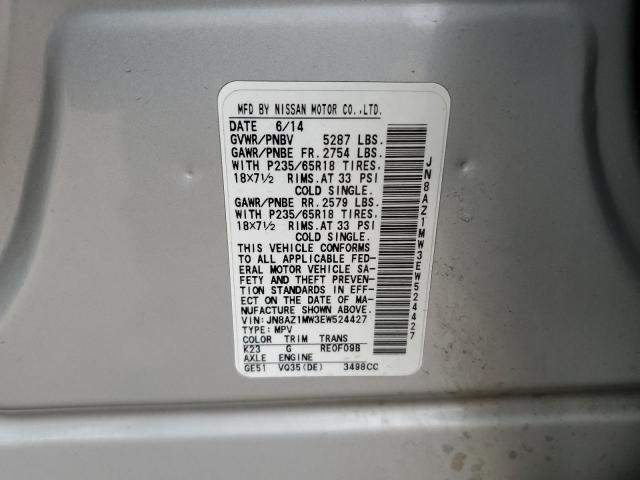 MFD BY NISSAN MOTOR CO.,LTD.
DATE 6/14
GVWR/PNBV 5287 LBS.
GAWR/PNBE FR. 2754 LBS.
WITH P235/65R18 TIRES.
18X7½ RIMS. AT 33 PSI
COLD SINGLE.
GAWR/PNBE RR. 2579 LBS.
WITH P235/65R18 TIRES.
18X7½ RIMS. AT 33 PSI
COLD SINGLE.
THIS VEHICLE CONFORMS
TO ALL APPLICABLE FED-
ERAL MOTOR VEHICLE SA-
FETY AND THEFT PREVEN-
TION STANDARDS IN EFF-
ECT ON THE DATE OF MA-
NUFACTURE SHOWN ABOVE.
VIN: JN8AZ1MW3EW524427
TYPE: MPV
COLOR TRIM TRANS
K23 G RE0F09B
AXLE ENGINE
GE51 VQ35(DE) 3498CC
JN8AZ1MW3EW524427